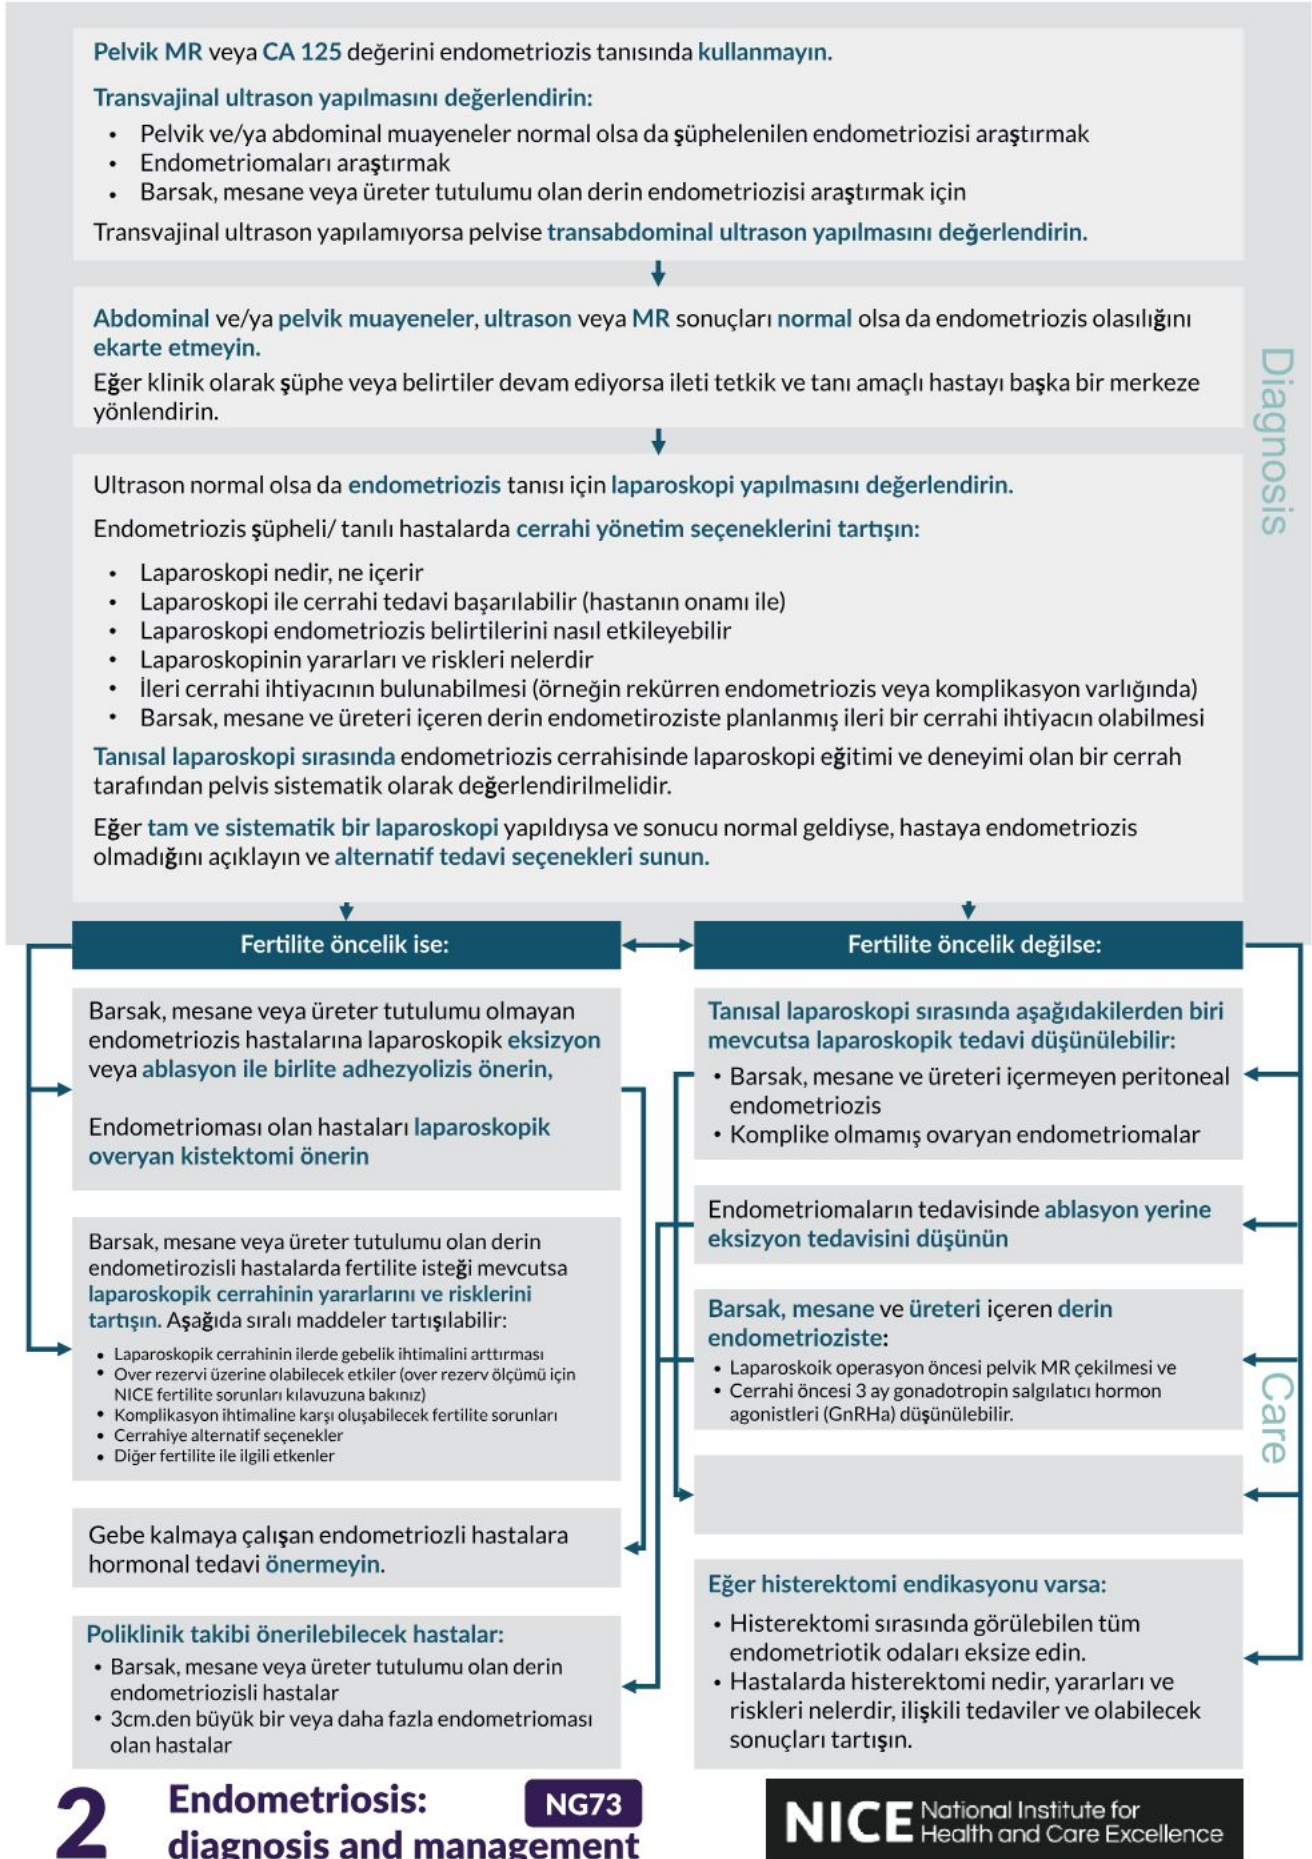 Pelvik MR veya CA 125 değerini endometriozis tanısında kullanmayın.
Transvajinal ultrason yapılmasını değerlendirin:
• Pelvik ve/ya abdominal muayeneler normal olsa da şüphelenilen endometriozisi araştırmak
• Endometriomaları araştırmak
• Barsak, mesane veya üreter tutulumu olan derin endometriozisi araştırmak için
Transvajinal ultrason yapılamıyorsa pelvise transabdominal ultrason yapılmasını değerlendirin.
Abdominal ve/ya pelvik muayeneler, ultrason veya MR sonuçları normal olsa da endometriozis olasılığını
ekarte etmeyin.
Eğer klinik olarak şüphe veya belirtiler devam ediyorsa ileti tetkik ve tanı amaçlı hastayı başka bir merkeze
yönlendirin.
Diagnosis
Ultrason normal olsa da endometriozis tanısı için laparoskopi yapılmasını değerlendirin.
Endometriozis şüpheli/ tanılı hastalarda cerrahi yönetim seçeneklerini tartışın:
• Laparoskopi nedir, ne içerir
• Laparoskopi ile cerrahi tedavi başarılabilir (hastanın onamı ile)
• Laparoskopi endometriozis belirtilerini nasıl etkileyebilir
• Laparoskopinin yararları ve riskleri nelerdir
• İleri cerrahi ihtiyacının bulunabilmesi (örneğin rekürren endometriozis veya komplikasyon varlığında)
• Barsak, mesane ve üreteri içeren derin endometiroziste planlanmış ileri bir cerrahi ihtiyacın olabilmesi
Tanısal laparoskopi sırasında endometriozis cerrahisinde laparoskopi eğitimi ve deneyimi olan bir cerrah
tarafından pelvis sistematik olarak değerlendirilmelidir.
Eğer tam ve sistematik bir laparoskopi yapıldıysa ve sonucu normal geldiyse, hastaya endometriozis
olmadığını açıklayın ve alternatif tedavi seçenekleri sunun.
Fertilite öncelik ise:
Barsak, mesane veya üreter tutulumu olmayan
endometriozis hastalarına laparoskopik eksizyon
veya ablasyon ile birlite adhezyolizis önerin,
Endometrioması olan hastaları laparoskopik
overyan kistektomi önerin
Barsak, mesane veya üreter tutulumu olan derin
endometirozisli hastalarda fertilite isteği mevcutsa
laparoskopik cerrahinin yararlarını ve risklerini
tartışın. Aşağıda sıralı maddeler tartışılabilir:
• Laparoskopik cerrahinin ilerde gebelik ihtimalini arttırması
• Over rezervi üzerine olabilecek etkiler (over rezerv ölçümü için
NICE fertilite sorunları kılavuzuna bakınız)
• Komplikasyon ihtimaline karşı oluşabilecek fertilite sorunları
• Cerrahiye alternatif seçenekler
• Diğer fertilite ile ilgili etkenler
Gebe kalmaya çalışan endometriozli hastalara
hormonal tedavi önermeyin.
Poliklinik takibi önerilebilecek hastalar:
• Barsak, mesane veya üreter tutulumu olan derin
endometriozisli hastalar
• 3cm.den büyük bir veya daha fazla endometrioması
olan hastalar
Fertilite öncelik değilse:
Tanısal laparoskopi sırasında aşağıdakilerden biri
mevcutsa laparoskopik tedavi düşünülebilir:
• Barsak, mesane ve üreteri içermeyen peritoneal
endometriozis
• Komplike olmamış ovaryan endometriomalar
Endometriomaların tedavisinde ablasyon yerine
eksizyon tedavisini düşünün
Barsak, mesane ve üreteri içeren derin
endometrioziste:
• Laparoskoik operasyon öncesi pelvik MR çekilmesi ve
• Cerrahi öncesi 3 ay gonadotropin salgılatıcı hormon
agonistleri (GnRHa) düşünülebilir.
Care
Eğer histerektomi endikasyonu varsa:
• Histerektomi sırasında görülebilen tüm
endometriotik odaları eksize edin.
• Hastalarda histerektomi nedir, yararları ve
riskleri nelerdir, ilişkili tedaviler ve olabilecek
sonuçları tartışın.
2
Endometriosis:
diagnosis and management
NG73
NICE National Institute for
Health and Care Excellence